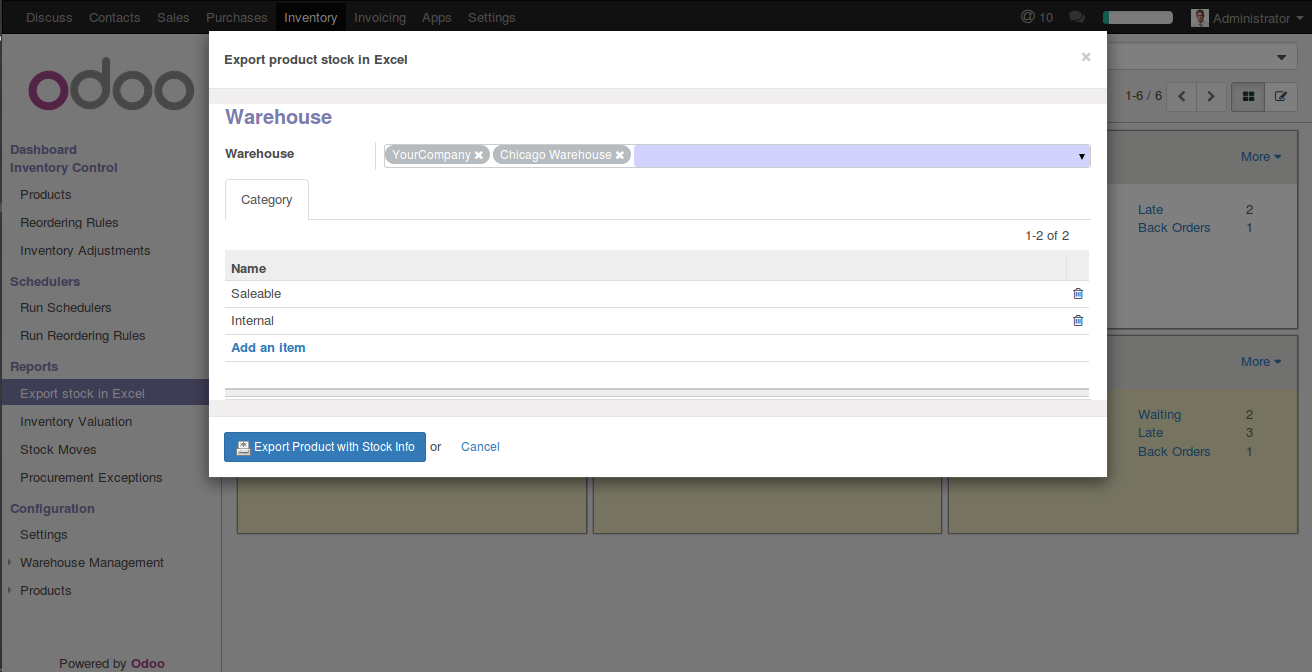 Discuss Contacts Sales Purchases Inventory Invoicing Apps Settings @ 10 Administrator
odoo
Dashboard
Inventory Control
Products
Reordering Rules
Inventory Adjustments
Schedulers
Run Schedulers
Run Reordering Rules
Reports
Export stock in Excel
Inventory Valuation
Stock Moves
Procurement Exceptions
Configuration
Settings
Warehouse Management
Products
Powered by Odoo
Export product stock in Excel ×
Warehouse
Warehouse YourCompany × Chicago Warehouse ×
Category
1-2 of 2
Name
Saleable
Internal
Add an item
Export Product with Stock Info or Cancel
1-6 / 6
More
Late 2
Back Orders 1
More
Waiting 2
Late 3
Back Orders 1